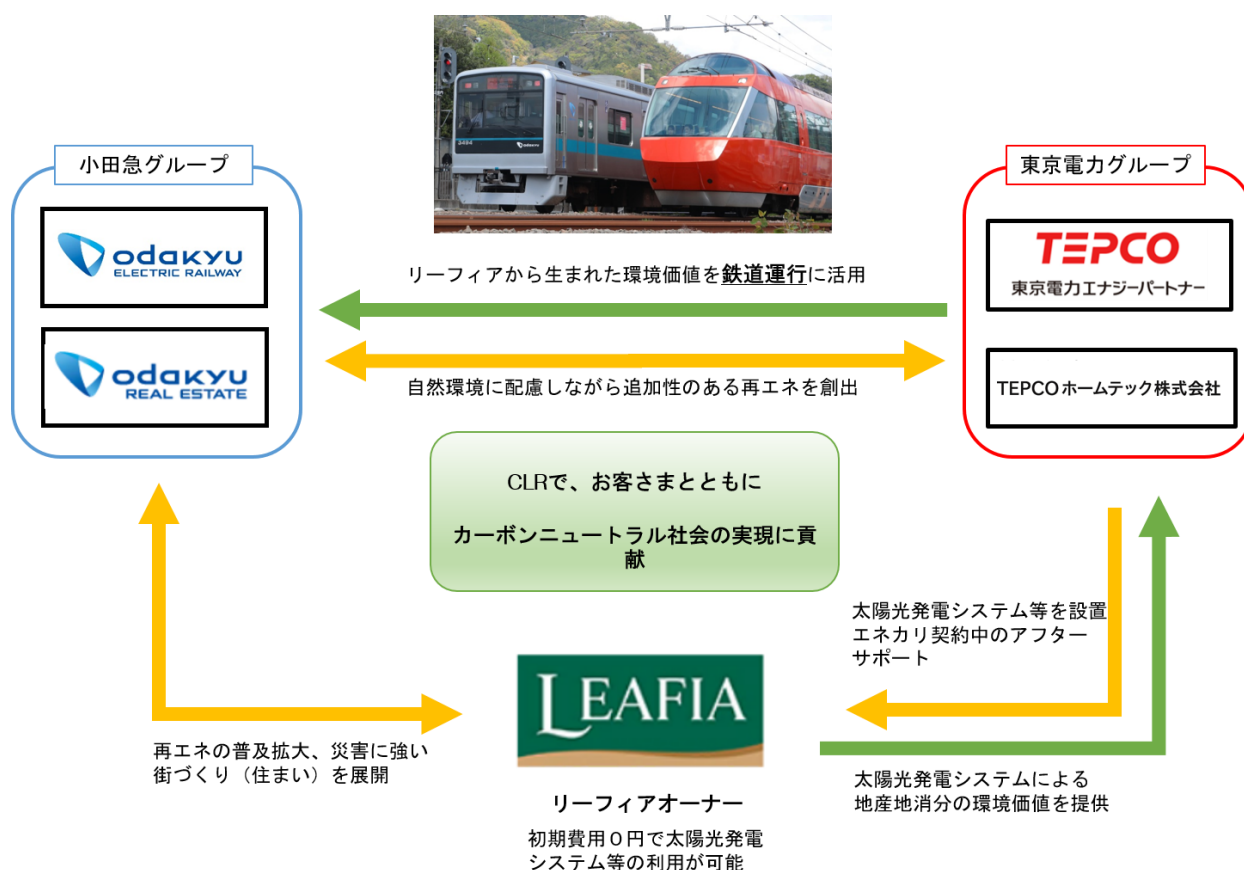 小田急グループ
odakyu
ELECTRIC RAILWAY
odakyu
REAL ESTATE
3484
odakyu
東京電力グループ
TEPCO
東京電力エナジーパートナー
TEPCOホームテック株式会社
リーフィアから生まれた環境価値を鉄道運行に活用
自然環境に配慮しながら追加性のある再エネを創出
CLRで、お客さまとともに
カーボンニュートラル社会の実現に貢
献
太陽光発電システム等を設置
エネカリ契約中のアフター
サポート
再エネの普及拡大、災害に強い
街づくり（住まい）を展開
LEAFIA
リーフィアオーナー
初期費用０円で太陽光発電
システム等の利用が可能
太陽光発電システムによる
地産地消分の環境価値を提供